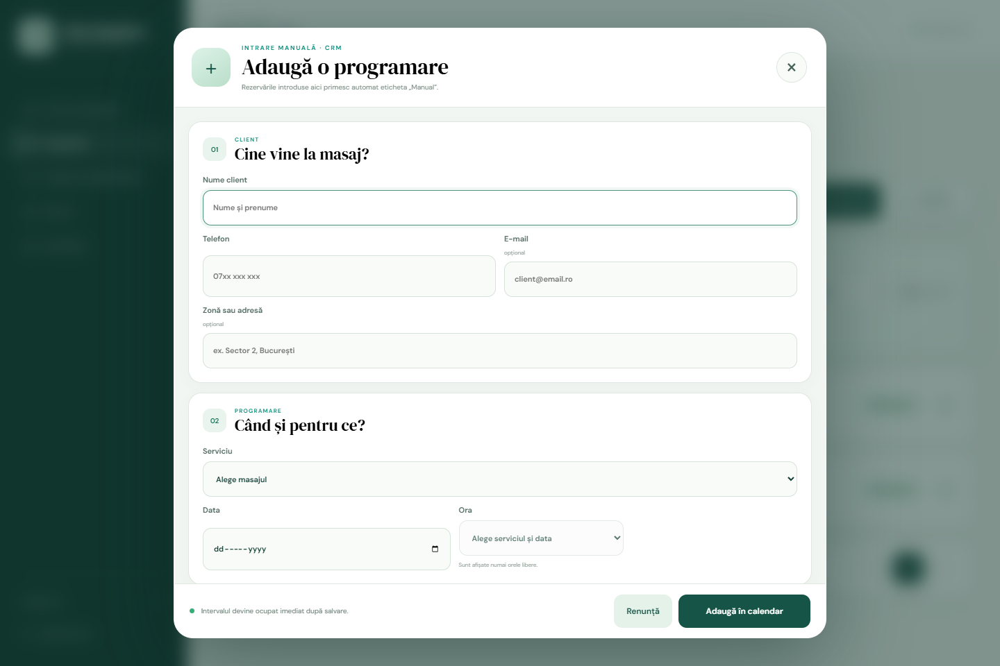 INTRARE MANUALĂ · CRM
Adaugă o programare
Rezervările introduse aici primesc automat eticheta „Manual”.
01
CLIENT
Cine vine la masaj?
Nume client
Nume și prenume
Telefon
E-mail
opțional
07xx xxx xxx
client@email.ro
Zonă sau adresă
opțional
ex. Sector 2, București
02
PROGRAMARE
Când și pentru ce?
Serviciu
Alege masajul
Data
Ora
dd-----yyyy
Alege serviciul și data
Sunt afișate numai orele libere.
Intervalul devine ocupat imediat după salvare.
Renunță
Adaugă în calendar